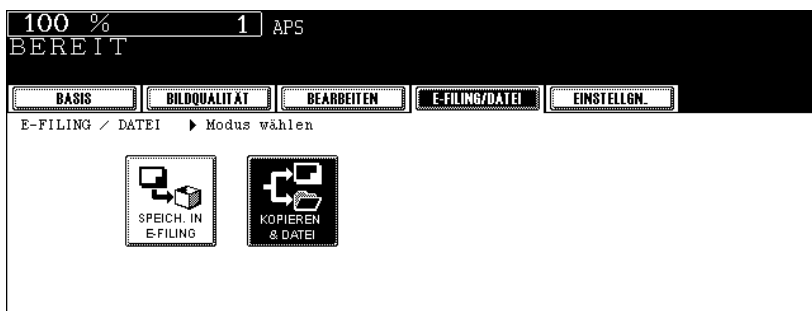 100 % 1 APS
BEREIT
BASIS BILDQUALITÄT BEARBEITEN E-FILING/DATEI EINSTELLGN.
E-FILING / DATEI ▶ Modus wählen
SPEICH. IN KOPIEREN
E-FILING & DATEI